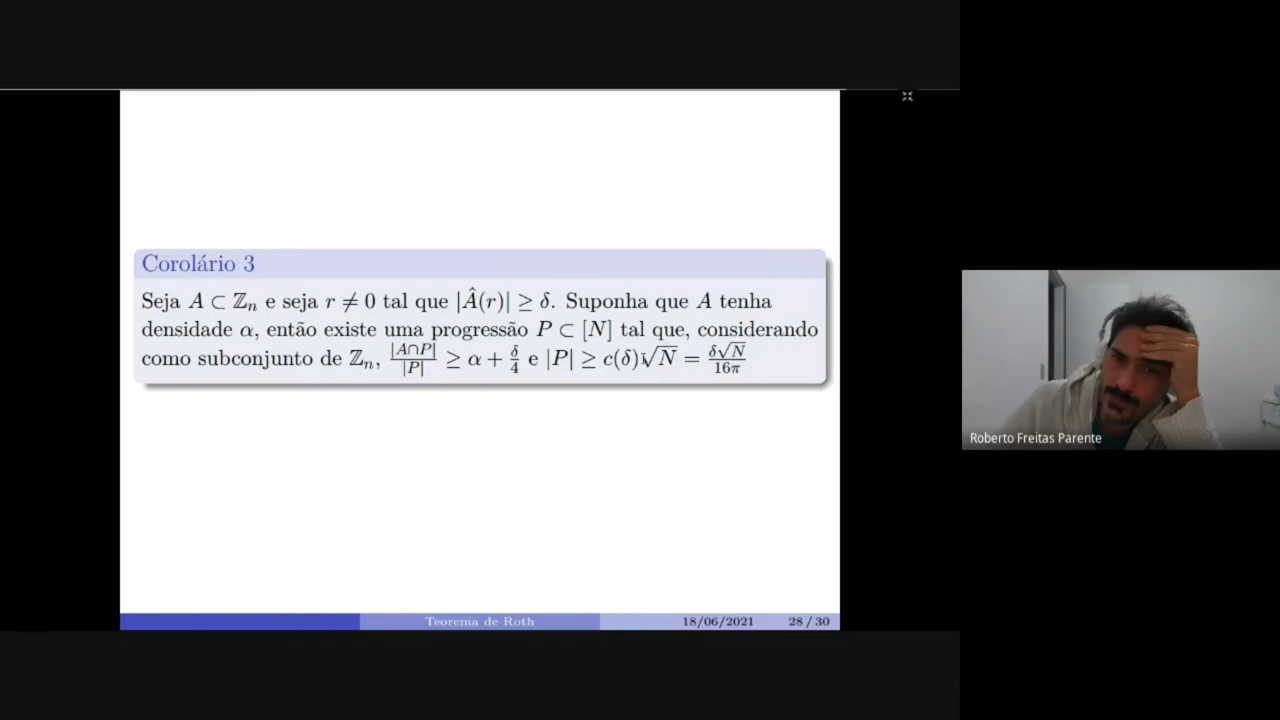 Corolário 3
Seja $A \subset \mathbb{Z}_n$ e seja $r \neq 0$ tal que $|\hat{A}(r)| \geq \delta$. Suponha que $A$ tenha
densidade $\alpha$, então existe uma progressão $P \subset [N]$ tal que, considerando
como subconjunto de $\mathbb{Z}_n$, $\frac{|A \cap P|}{|P|} \geq \alpha + \frac{\delta}{4}$ e $|P| \geq c(\delta)\sqrt{N} = \frac{\delta\sqrt{N}}{16\pi}$
Roberto Freitas Parente
Teorema de Roth 18/06/2021 28 / 30